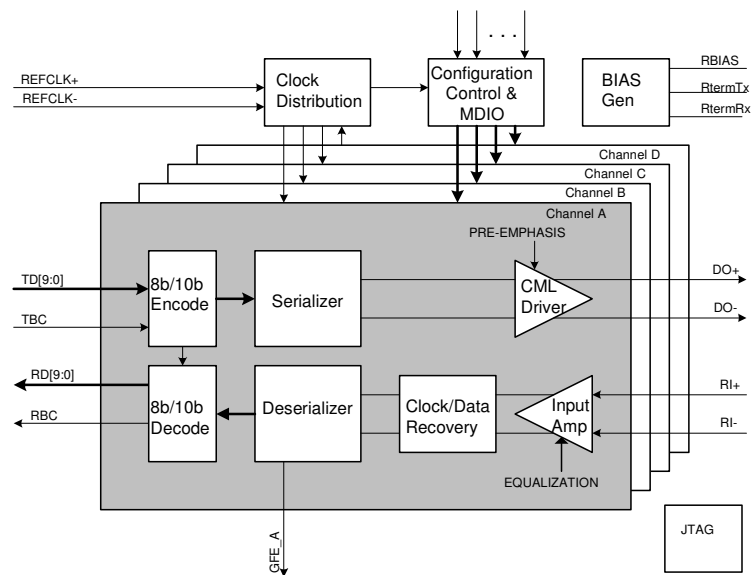 . . .
REFCLK+
REFCLK-
Clock
Distribution
Configuration
Control &
MDIO
BIAS
Gen
RBIAS
RtermTx
RtermRx
Channel D
Channel C
Channel B
Channel A
PRE-EMPHASIS
TD[9:0]
TBC
8b/10b
Encode
Serializer
CML
Driver
DO+
DO-
RD[9:0]
RBC
8b/10b
Decode
Deserializer
Clock/Data
Recovery
Input
Amp
RI+
RI-
EQUALIZATION
GFE_A
JTAG